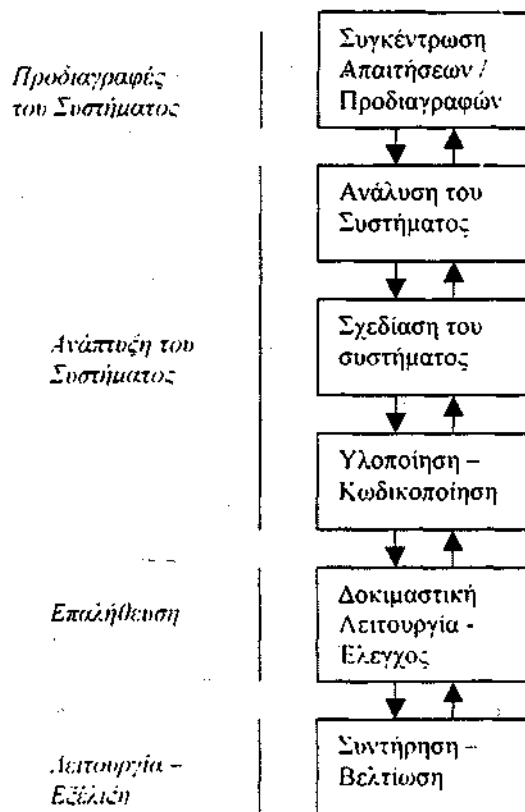 Συγκέντρωση
Απαιτήσεων /
Προδιαγραφών
Προδιαγραφές
του Συστήματος
Ανάλυση του
Συστήματος
Σχεδίαση του
συστήματος
Ανάπτυξη του
Συστήματος
Υλοποίηση –
Κωδικοποίηση
Επαλήθευση
Δοκιμαστική
Λειτουργία -
Έλεγχος
Λειτουργία –
Εξέλιξη
Συντήρηση –
Βελτίωση